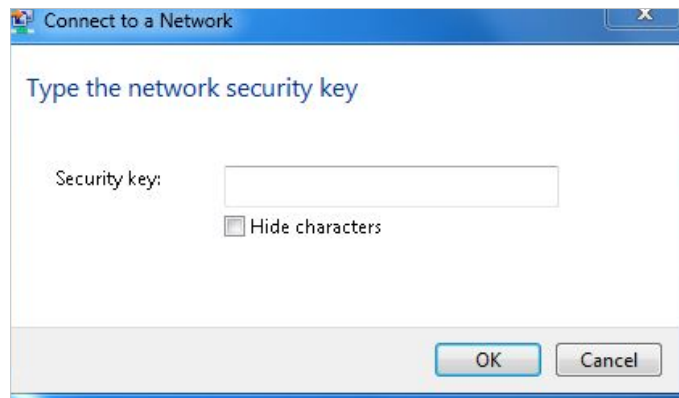 Connect to a Network
X
Type the network security key
Security key:
Hide characters
OK
Cancel